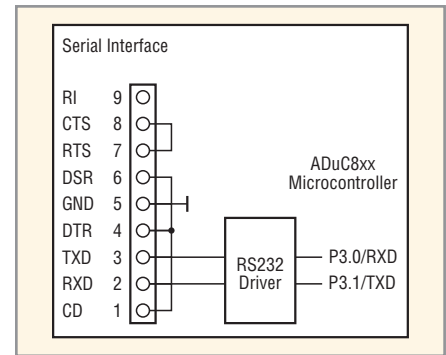 Serial Interface
RI 9
CTS 8
RTS 7
DSR 6
GND 5
DTR 4
TXD 3
RXD 2
CD 1
ADuC8xx
Microcontroller
RS232
Driver
P3.0/RXD
P3.1/TXD